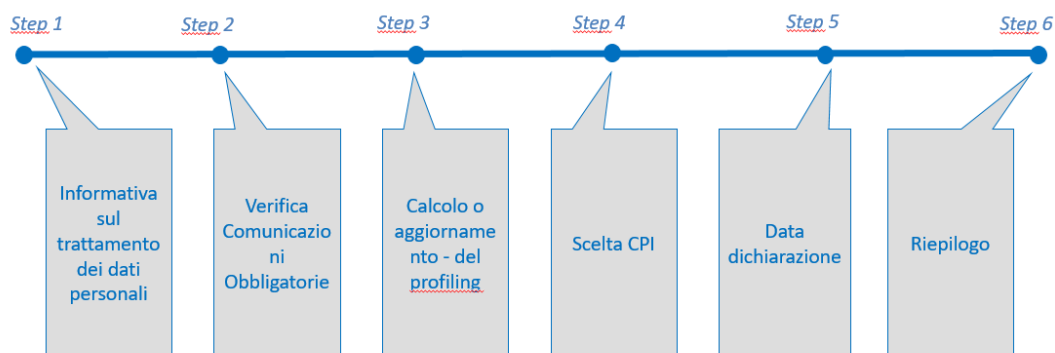 Step 1
Step 2
Step 3
Step 4
Step 5
Step 6
Informativa
sul
trattamento
dei dati
personali
Verifica
Comunicazio
ni
Obbligatorie
Calcolo o
aggiorname
nto - del
profiling
Scelta CPI
Data
dichiarazione
Riepilogo